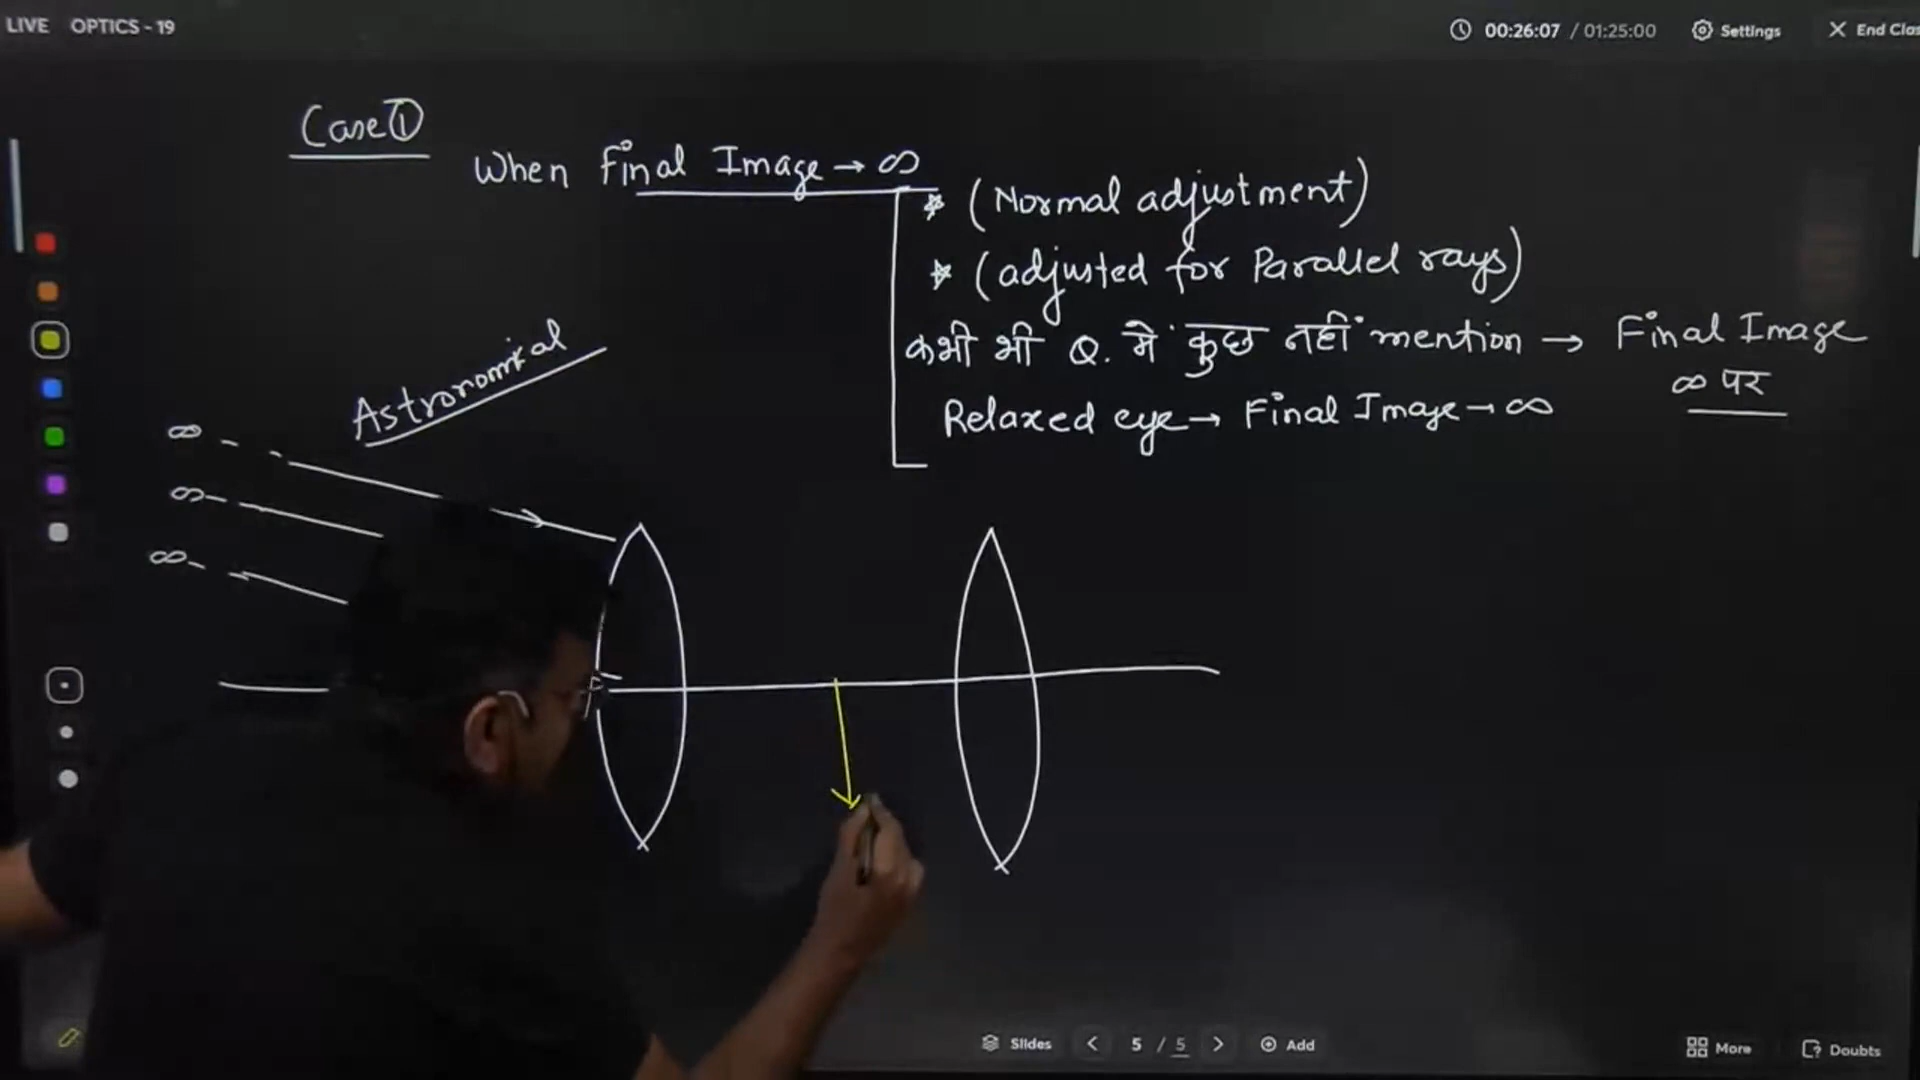 LIVE OPTICS - 19
00:26:07 / 01:25:00 Settings End Clas
Case ①
When Final Image → ∞
* (Normal adjustment)
* (adjusted for Parallel rays)
कभी भी Q. मे कुछ नहीं mention → Final Image
∞ पर
Relaxed eye → Final Image → ∞
Astronomical
∞
∞
∞
Slides 5 / 5 Add
More Doubts